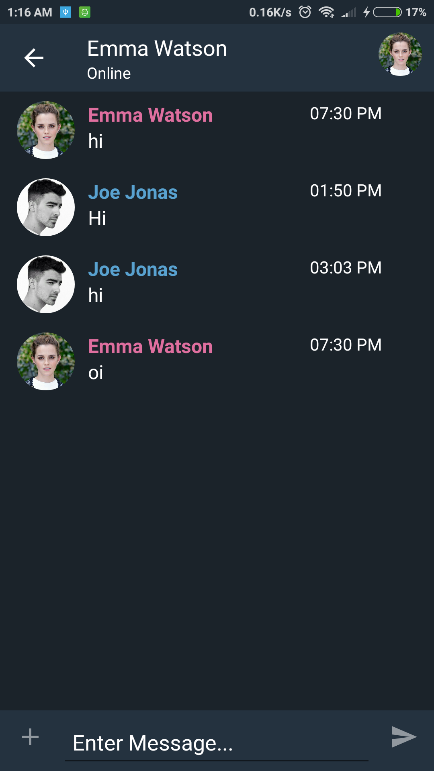 1:16 AM 0.16K/s 17%
Emma Watson
Online
Emma Watson 07:30 PM
hi
Joe Jonas 01:50 PM
Hi
Joe Jonas 03:03 PM
hi
Emma Watson 07:30 PM
oi
Enter Message...